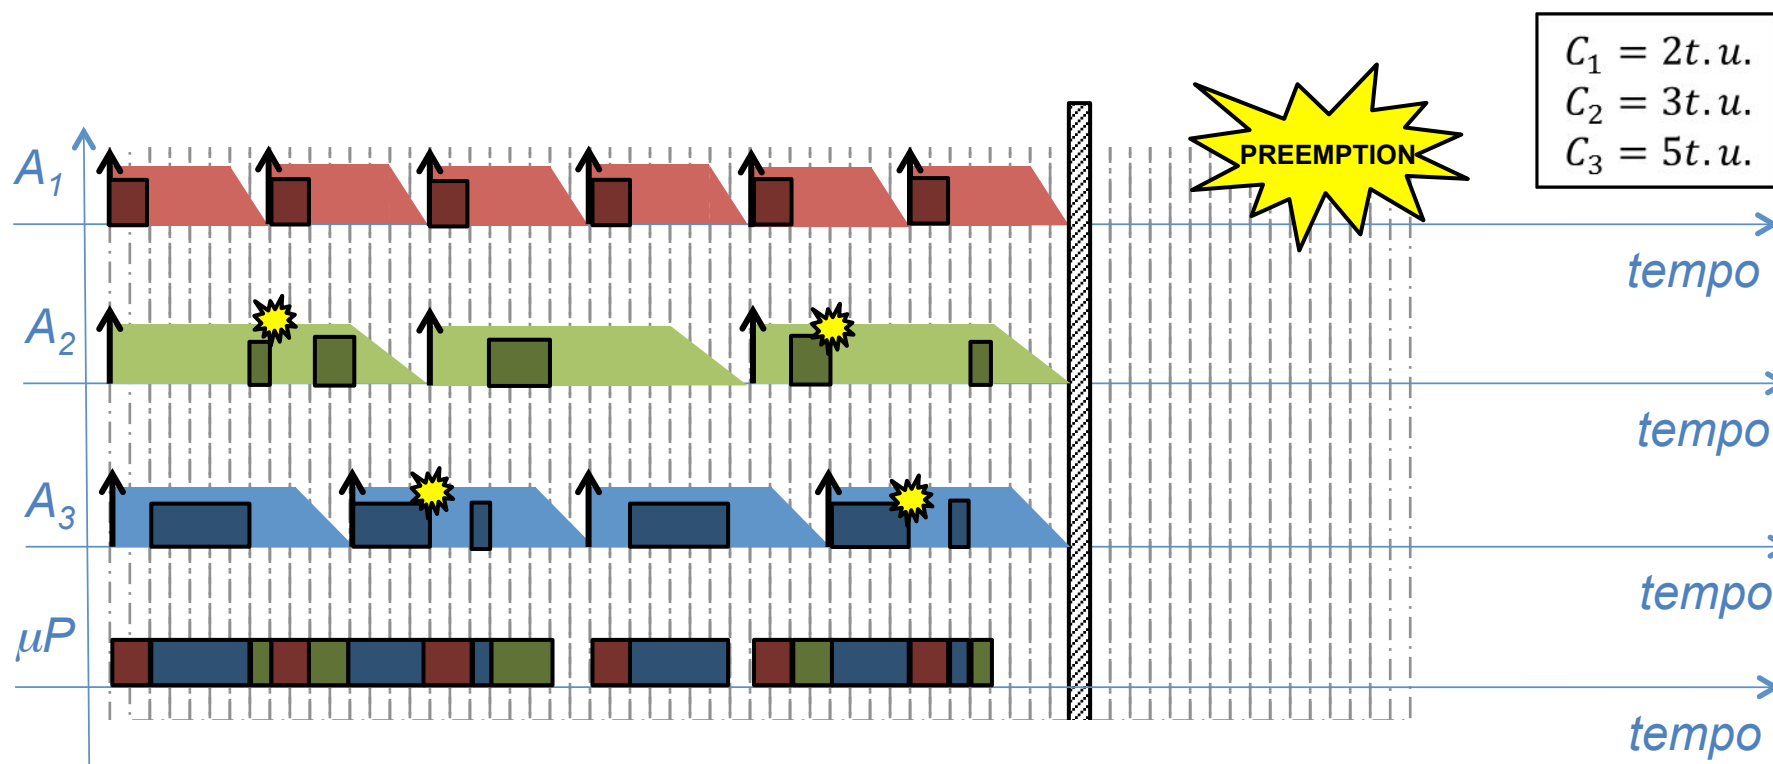 C₁ = 2t.u.
C₂ = 3t.u.
C₃ = 5t.u.
PREEMPTION
A₁
tempo
A₂
tempo
A₃
tempo
μP
tempo